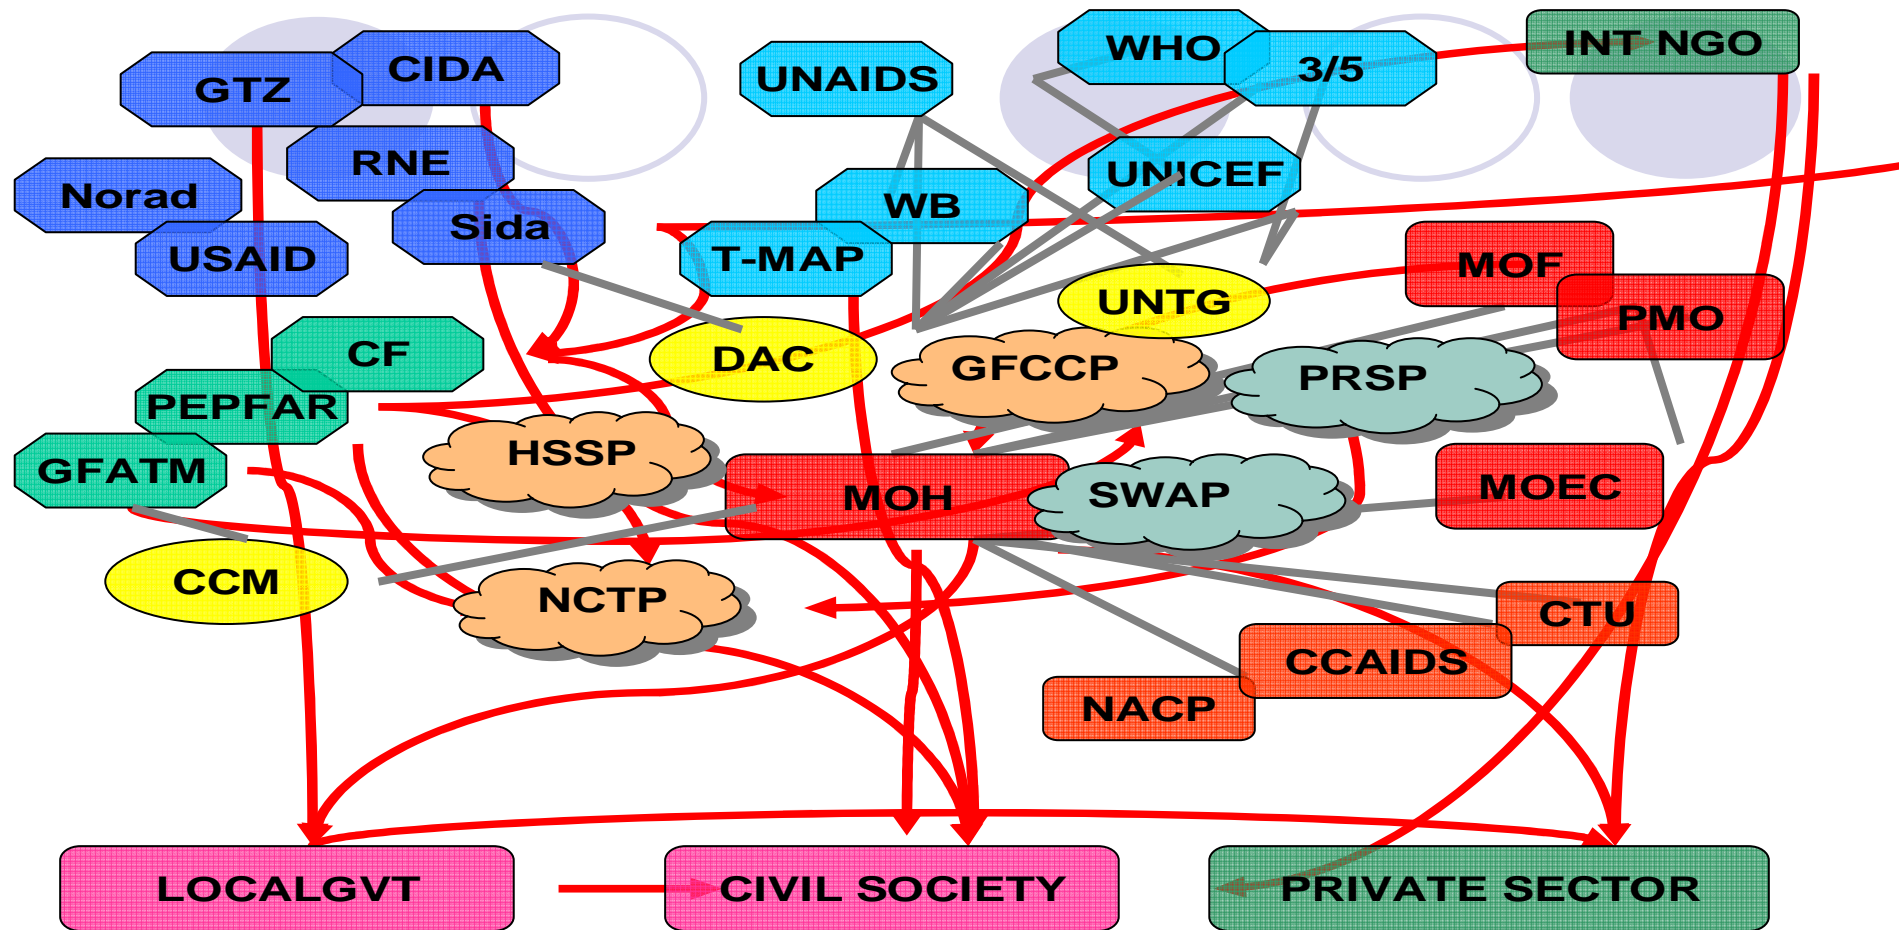 WHO
INT NGO
CIDA
3/5
GTZ
UNAIDS
RNE
UNICEF
Norad
WB
Sida
USAID
T-MAP
MOF
UNTG
PMO
CF
DAC
GFCCP
PRSP
PEPFAR
HSSP
GFATM
MOH
SWAP
MOEC
CCM
NCTP
CTU
CCAIDS
NACP
LOCALGVT
CIVIL SOCIETY
PRIVATE SECTOR